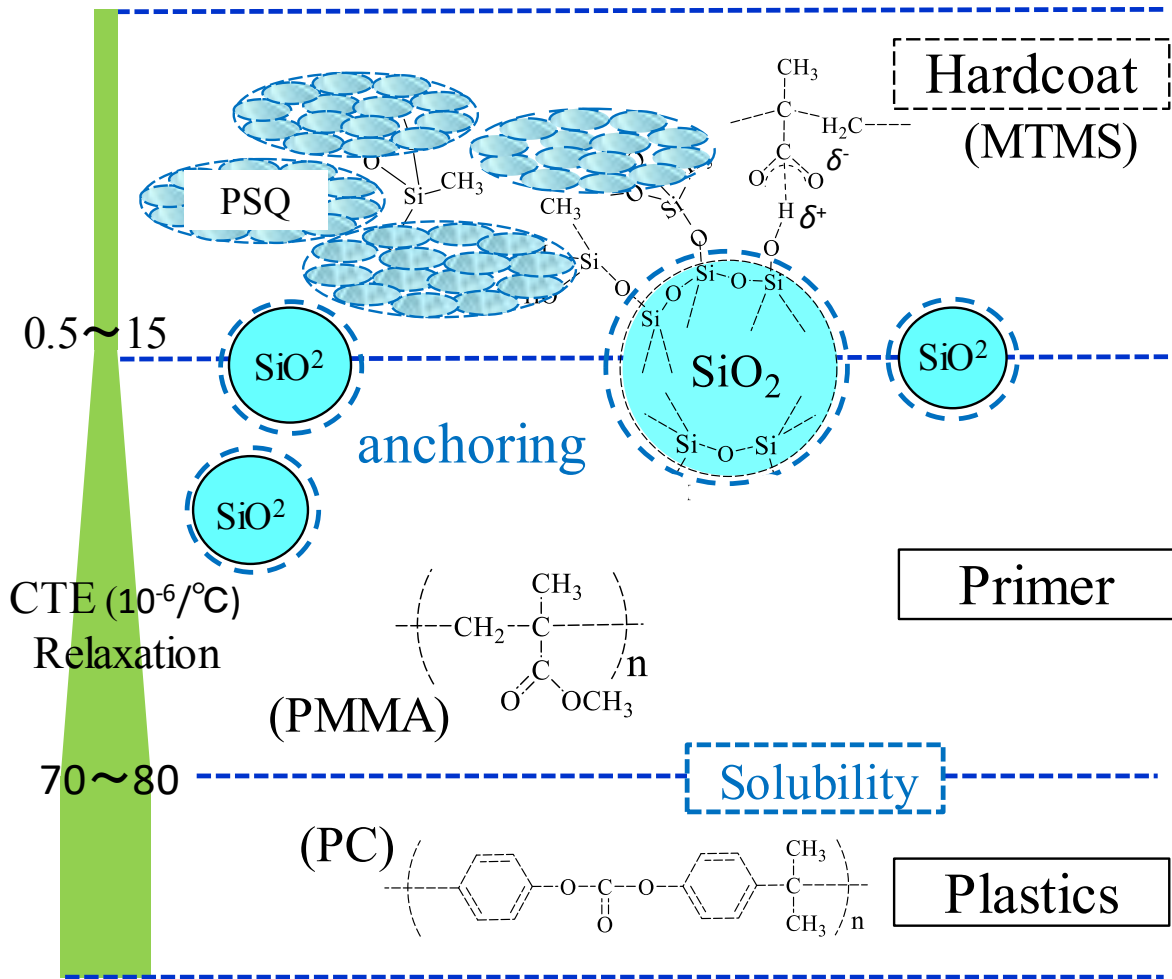 Hardcoat
(MTMS)
CH3
H2C
C
C
δ-
O
O
H δ+
O
PSQ
O
Si
CH3
CH3
Si
O
HO
O
Si
O
O
Si
O
Si
O
Si
SiO2
Si
O
Si
0.5～15
SiO²
SiO²
SiO²
anchoring
CTE (10-6/℃)
Relaxation
Primer
CH3
CH2
C
n
C
O
OCH3
(PMMA)
70～80
Solubility
(PC)
O
C
O
O
CH3
C
CH3
n
Plastics